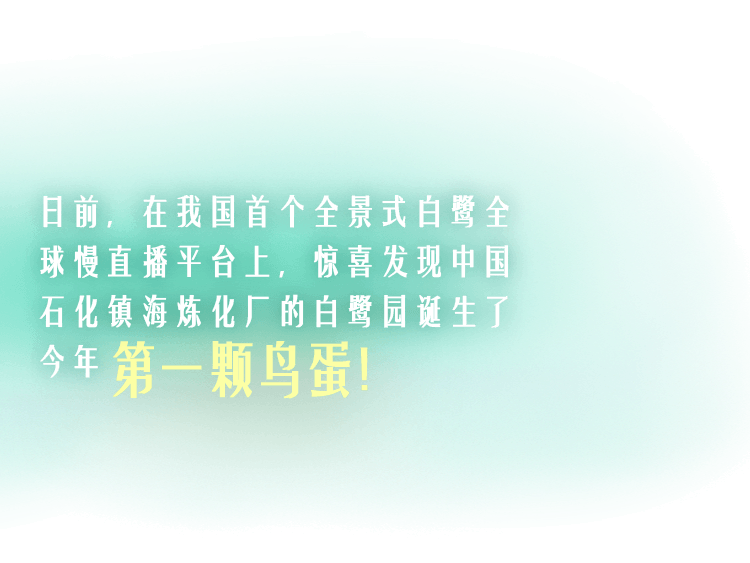 日前，在我国首个全景式白鹭全
球慢直播平台上，惊喜发现中国
石化镇海炼化厂的白鹭园诞生了
今年第一颗鸟蛋！